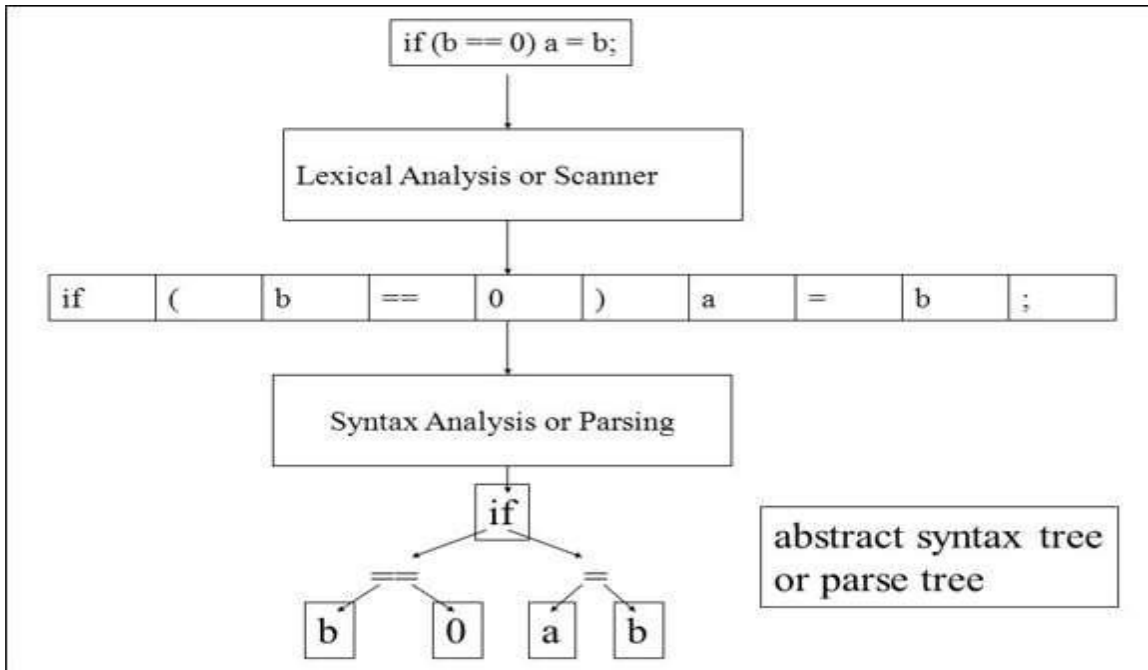 if (b == 0) a = b;
Lexical Analysis or Scanner
if ( b == 0 ) a = b ;
Syntax Analysis or Parsing
if
== =
b 0 a b
abstract syntax tree
or parse tree